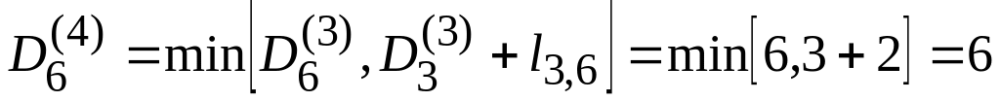 D_6^{(4)} = min[D_6^{(3)}, D_3^{(3)} + l_{3,6}] = min[6,3 + 2] = 6